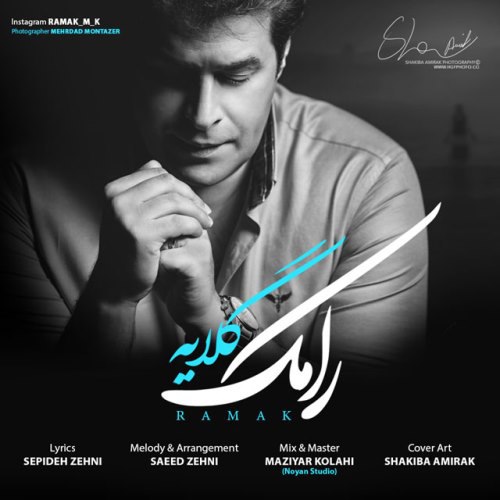 Instagram RAMAK_M_K
Photographer MEHRDAD MONTAZER
SHAKIBA AMIRAK PHOTOGRAPHY©
گلایه
رامک
RAMAK
Lyrics
SEPIDEH ZEHNI
Melody & Arrangement
SAEED ZEHNI
Mix & Master
MAZIYAR KOLAHI
(Noyan Studio)
Cover Art
SHAKIBA AMIRAK